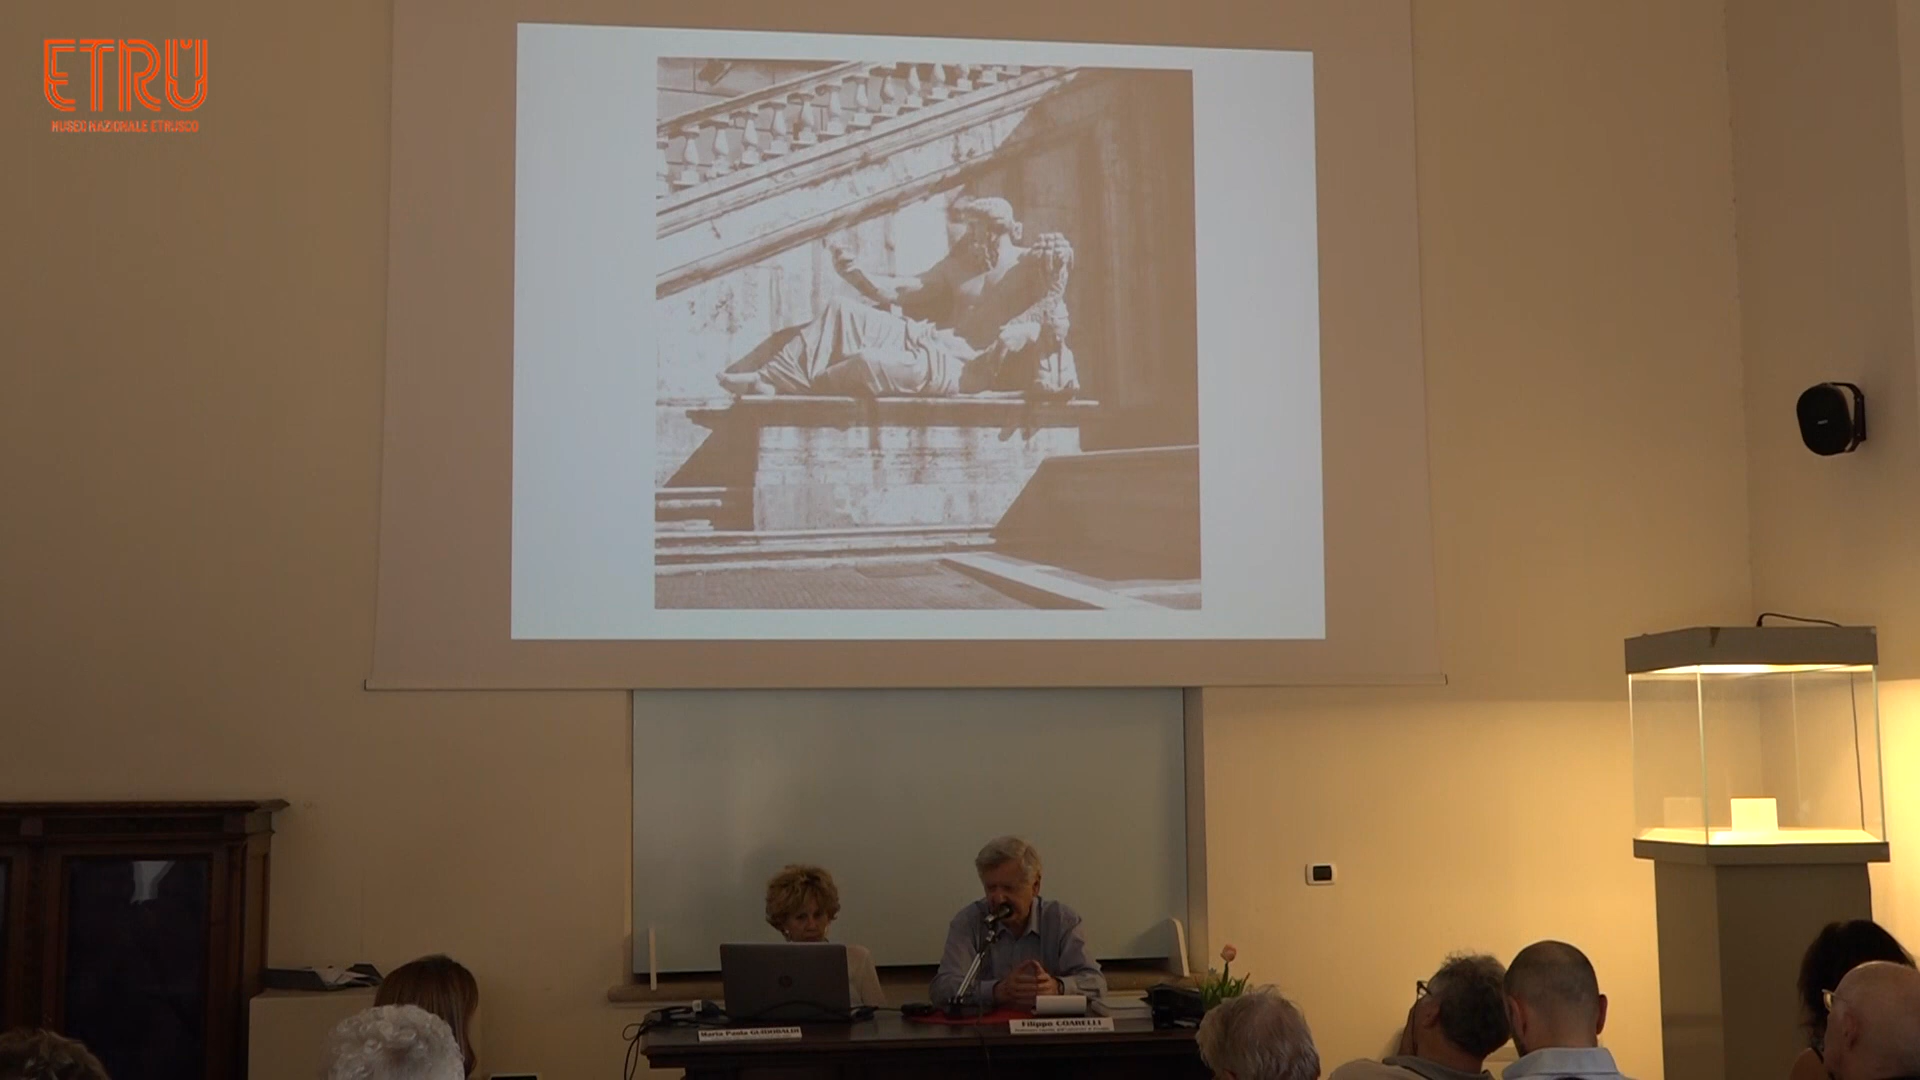 ETRU
MUSEO NAZIONALE ETRUSCO
Maria Paola GUIDOBALDI
Filippo COARELLI